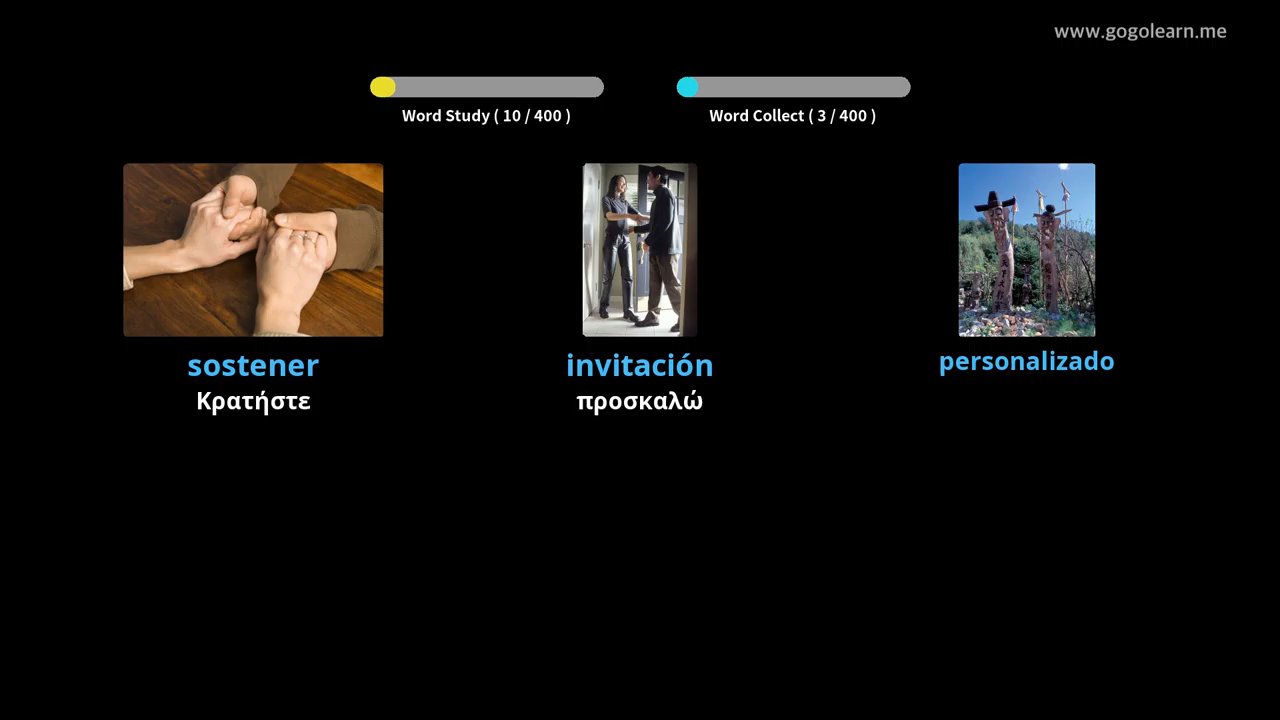 www.gogolearn.me
Word Study ( 10 / 400 )
Word Collect ( 3 / 400 )
sostener
Κρατήστε
invitación
προσκαλώ
personalizado